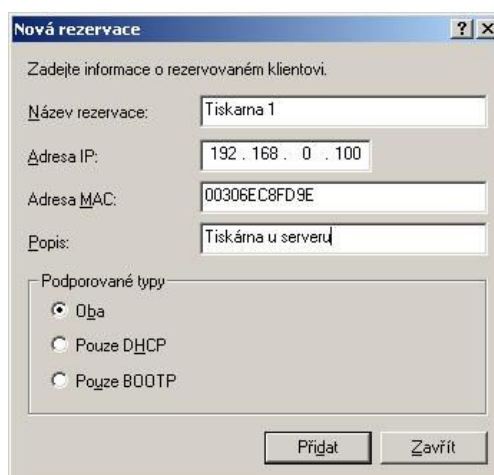 Nová rezervace
Zadejte informace o rezervovaném klientovi.
Název rezervace: Tiskarna 1
Adresa IP: 192 . 168 . 0 . 100
Adresa MAC: 00306EC8FD9E
Popis: Tiskárna u serveru
Podporované typy
Oba
Pouze DHCP
Pouze BOOTP
Přidat Zavřít